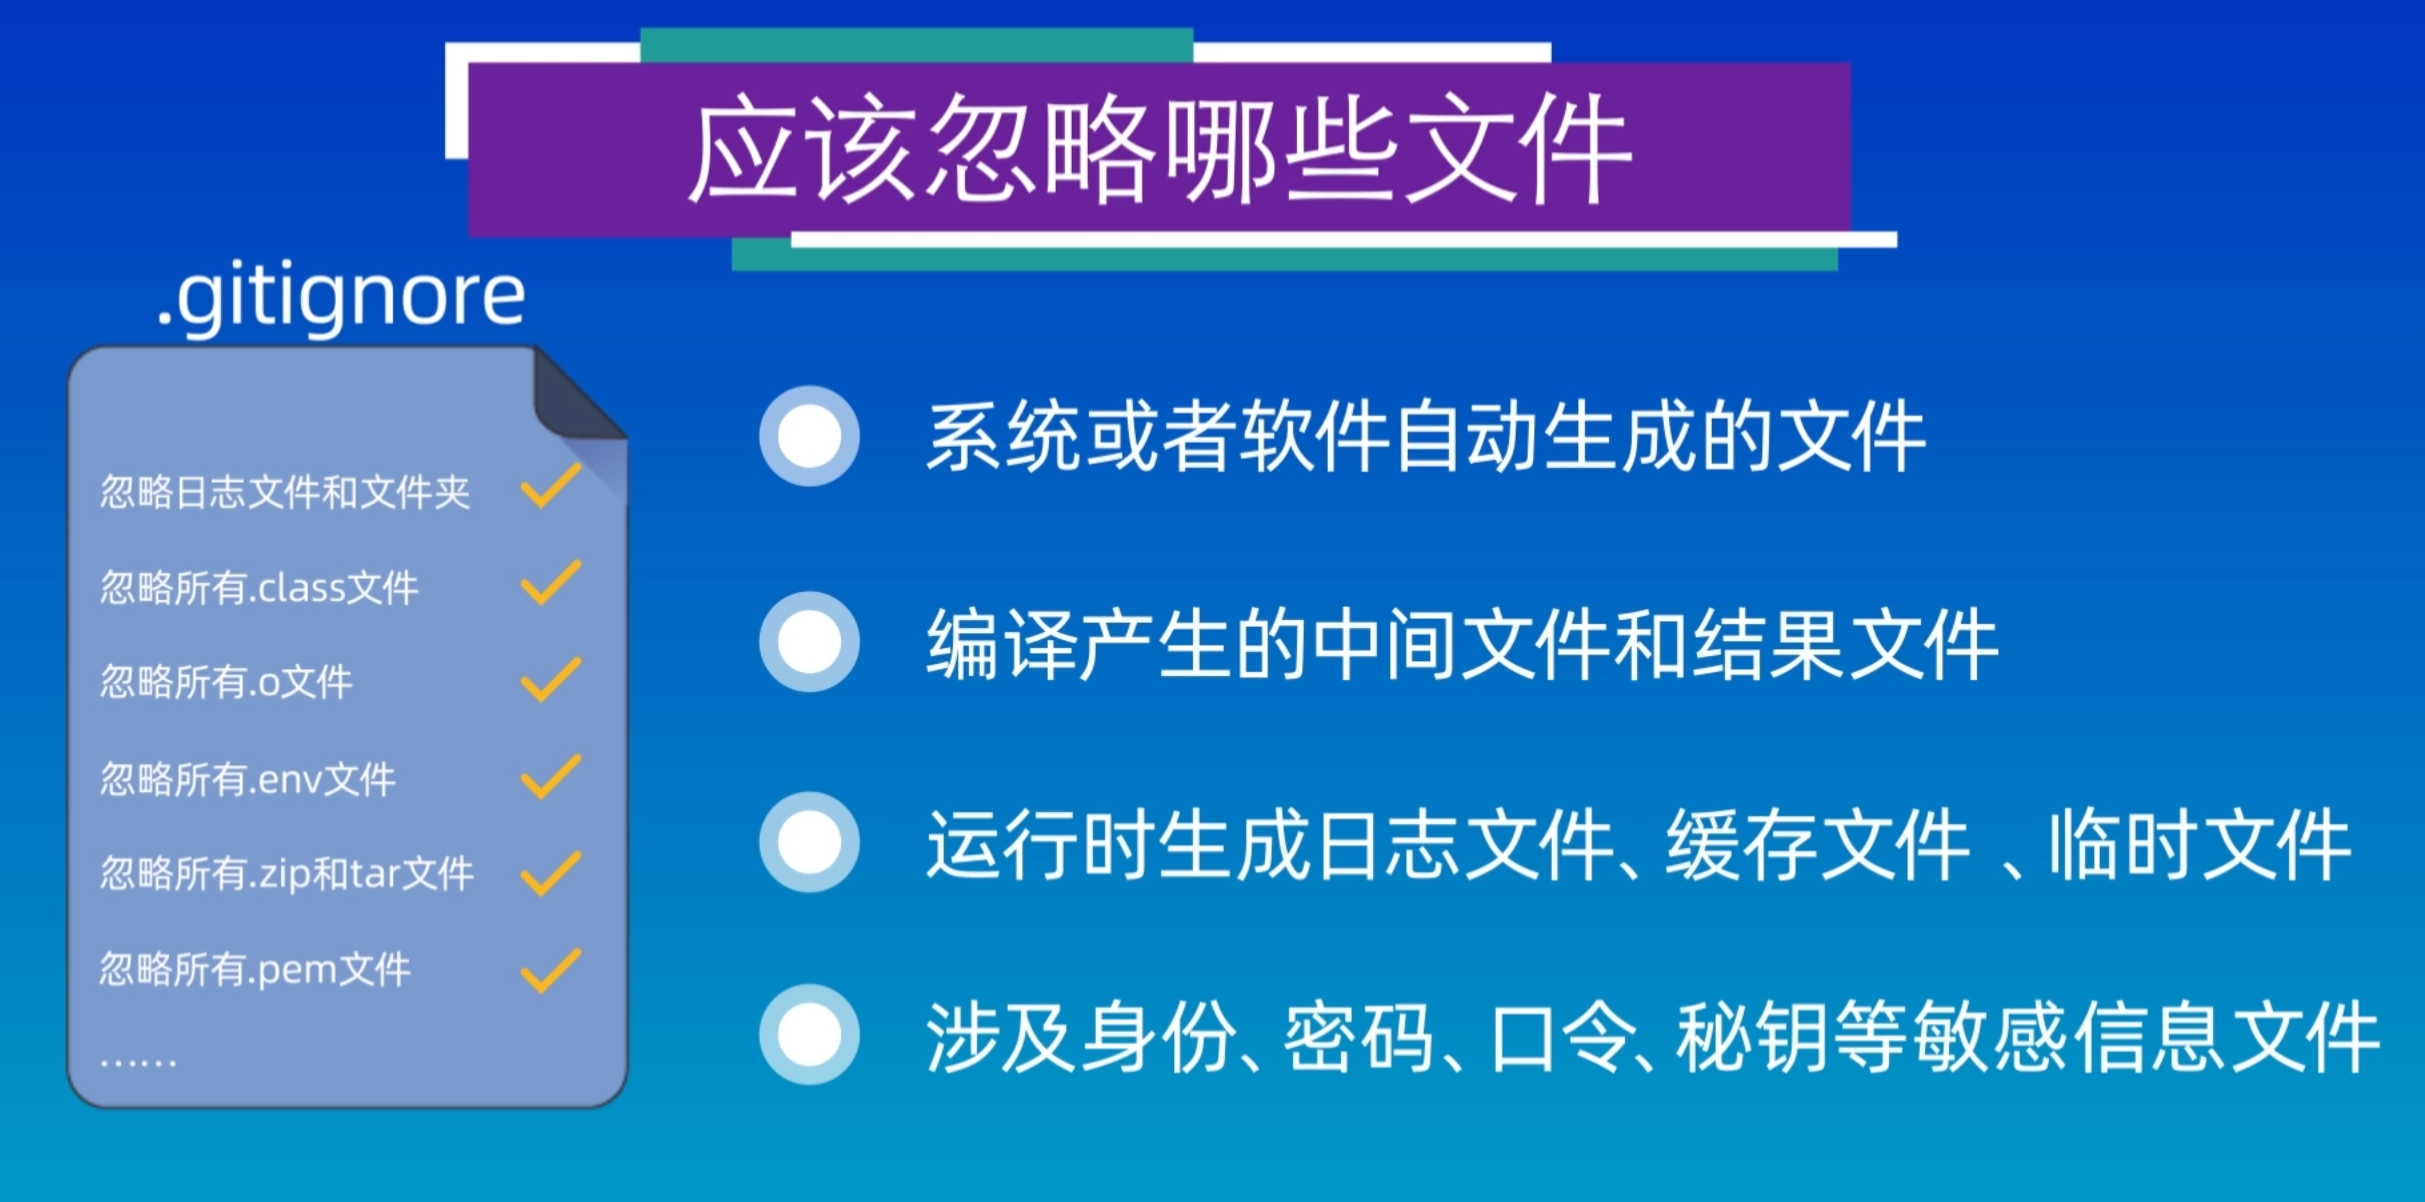 应该忽略哪些文件
.gitignore
忽略日志文件和文件夹
忽略所有.class文件
忽略所有.o文件
忽略所有.env文件
忽略所有.zip和tar文件
忽略所有.pem文件
……
系统或者软件自动生成的文件
编译产生的中间文件和结果文件
运行时生成日志文件、缓存文件 、临时文件
涉及身份、密码、口令、秘钥等敏感信息文件